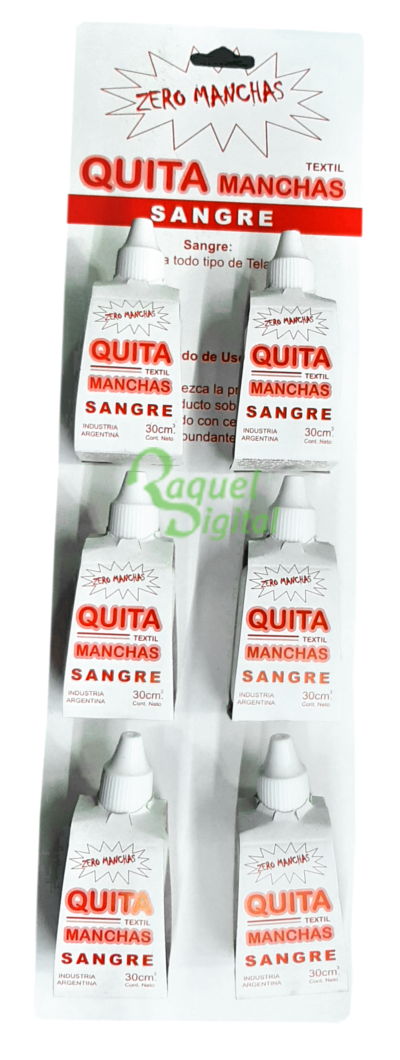 ZERO MANCHAS
TEXTIL
QUITA MANCHAS
SANGRE
Sangre:
a todo tipo de Tela
do de Us
ezca la p
ducto sob
do con ce
bundante
ZERO MANCHAS
QUITA
TEXTIL
MANCHAS
SANGRE
INDUSTRIA
ARGENTINA
30cm³
Cont. Neto
ZERO MANCHAS
QUITA
TEXTIL
MANCHAS
SANGRE
INDUSTRIA
ARGENTINA
30cm³
Cont. Neto
Raquel
Digital
ZERO MANCHAS
QUITA
TEXTIL
MANCHAS
SANGRE
INDUSTRIA
ARGENTINA
30cm³
Cont. Neto
ZERO MANCHAS
QUITA
TEXTIL
MANCHAS
SANGRE
INDUSTRIA
ARGENTINA
30cm³
Cont. Neto
ZERO MANCHAS
QUITA
TEXTIL
MANCHAS
SANGRE
INDUSTRIA
ARGENTINA
30cm³
Cont. Neto
ZERO MANCHAS
QUITA
TEXTIL
MANCHAS
SANGRE
INDUSTRIA
ARGENTINA
30cm³
Cont. Neto